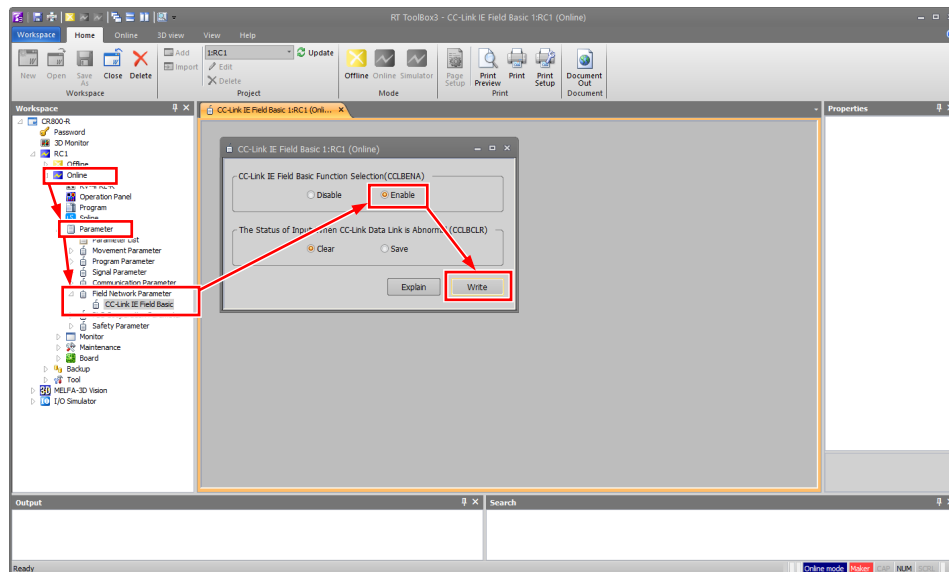 RT ToolBox3 - CC-Link IE Field Basic 1:RC1 (Online)
Workspace Home Online 3D view View Help
New Open Save As Close Delete
Add
Import
1:RC1
Update
Edit
Delete
Offline Online Simulator
Page Setup Print Preview Print Print Setup Document Out
Workspace Project Mode Print Document
Workspace
CR800-R
Password
3D Monitor
RC1
Offline
Online
Operation Panel
Program
Spline
Parameter
Parameter List
Movement Parameter
Program Parameter
Signal Parameter
Communication Parameter
Field Network Parameter
CC-Link IE Field Basic
Safety Parameter
Monitor
Maintenance
Board
Backup
Tool
MELFA-3D Vision
I/O Simulator
CC-Link IE Field Basic 1:RC1 (Onli...
CC-Link IE Field Basic 1:RC1 (Online)
CC-Link IE Field Basic Function Selection(CCLBENA)
Disable Enable
The Status of Input when CC-Link Data Link is Abnormal (CCLBCLR)
Clear Save
Explain Write
Properties
Output
Search
Ready
Online mode Maker CAP NUM SCRL